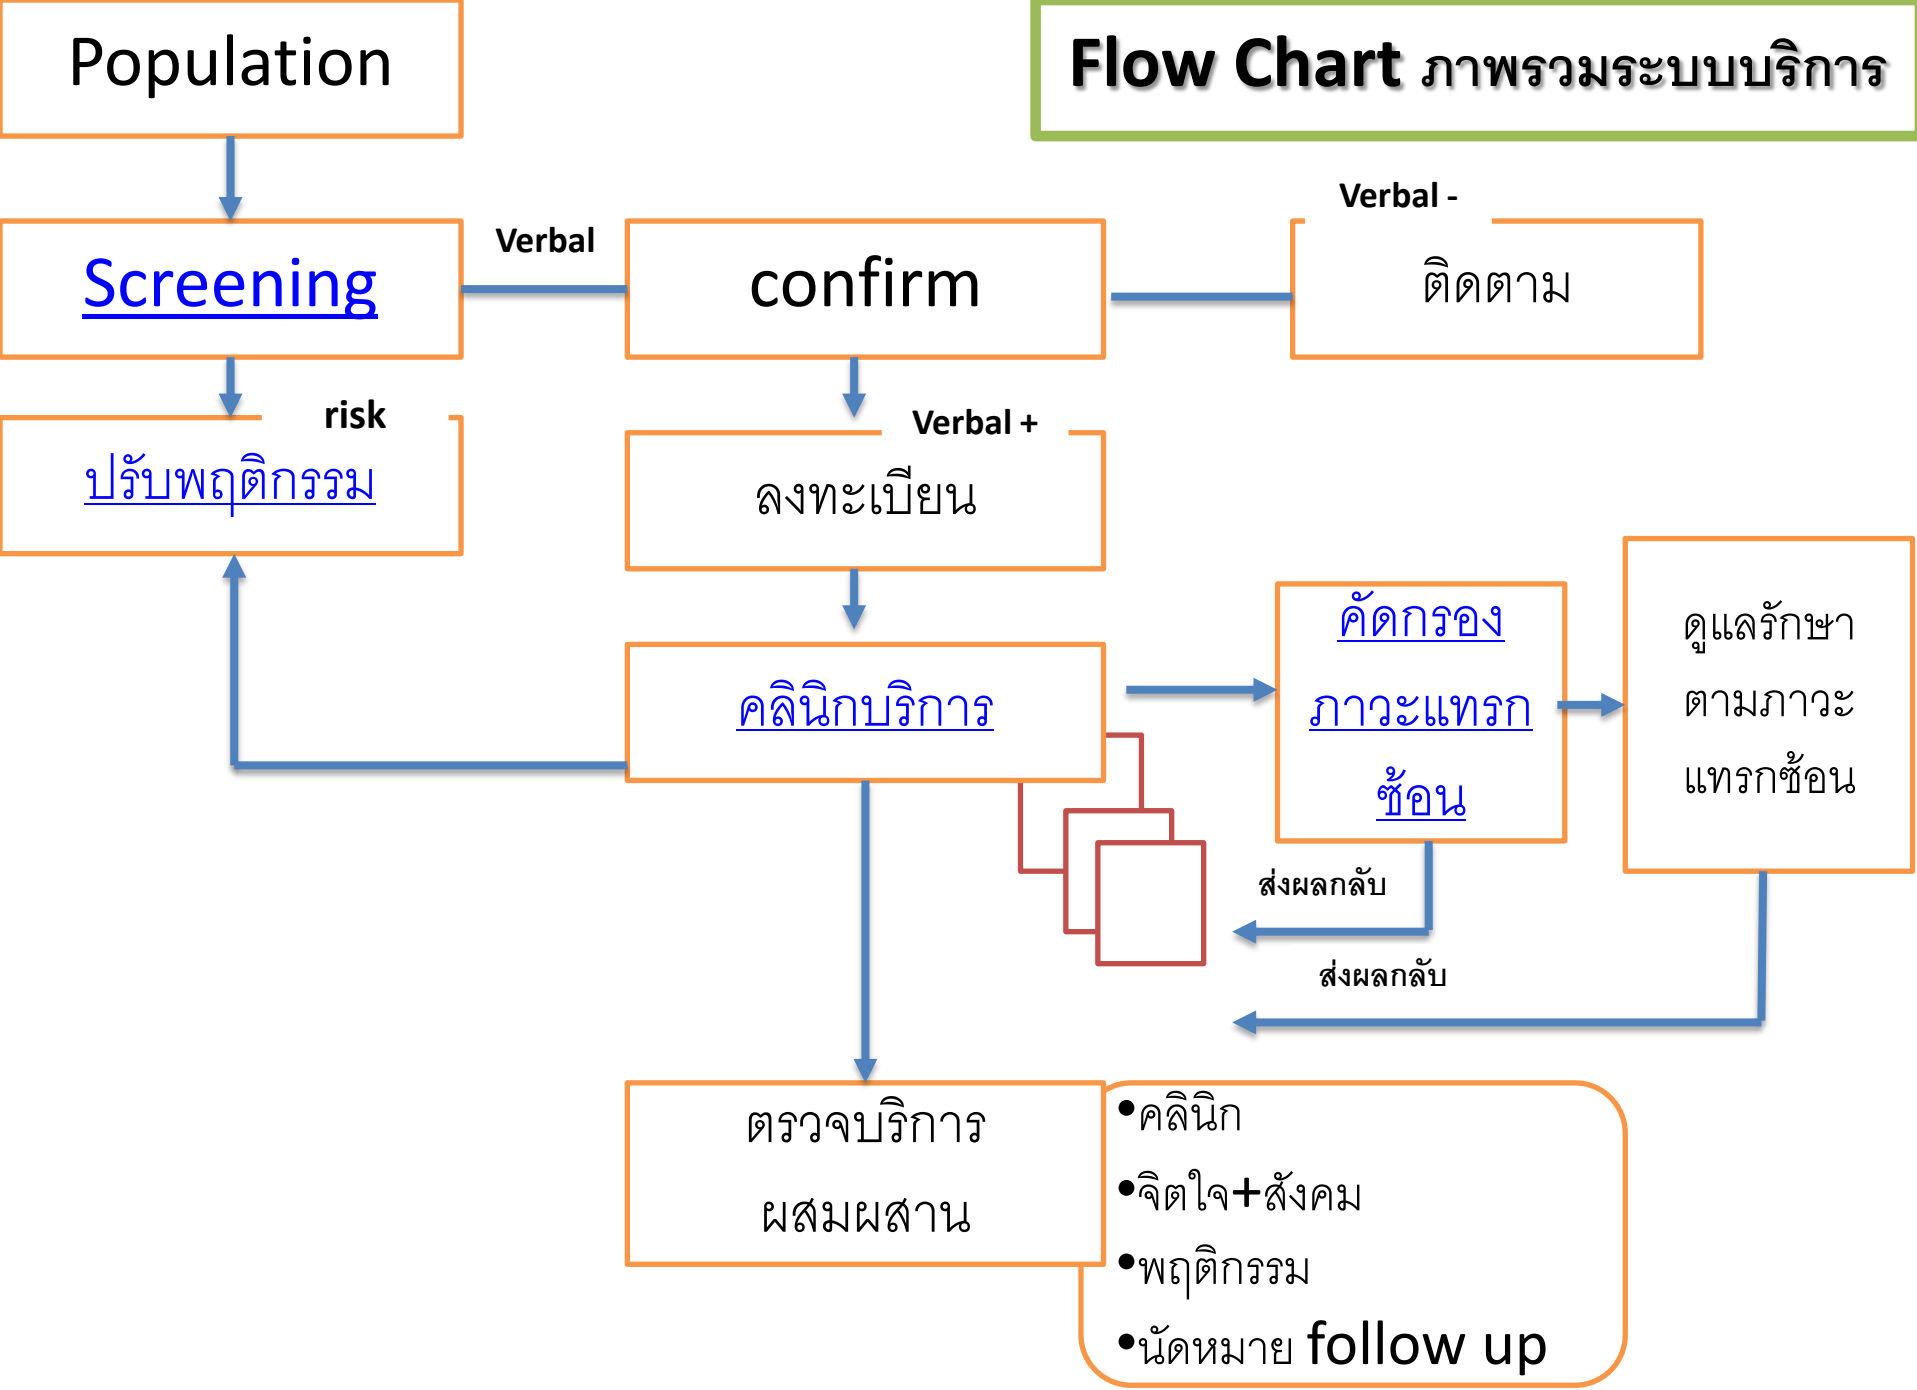 Population
Flow Chart ภาพรวมระบบบริการ
Verbal -
Screening
Verbal
confirm
ติดตาม
risk
ปรับพฤติกรรม
Verbal +
ลงทะเบียน
คลินิกบริการ
คัดกรอง
ภาวะแทรก
ซ้อน
ดูแลรักษา
ตามภาวะ
แทรกซ้อน
ส่งผลกลับ
ส่งผลกลับ
ตรวจบริการ
ผสมผสาน
•คลินิก
•จิตใจ+สังคม
•พฤติกรรม
•นัดหมาย follow up